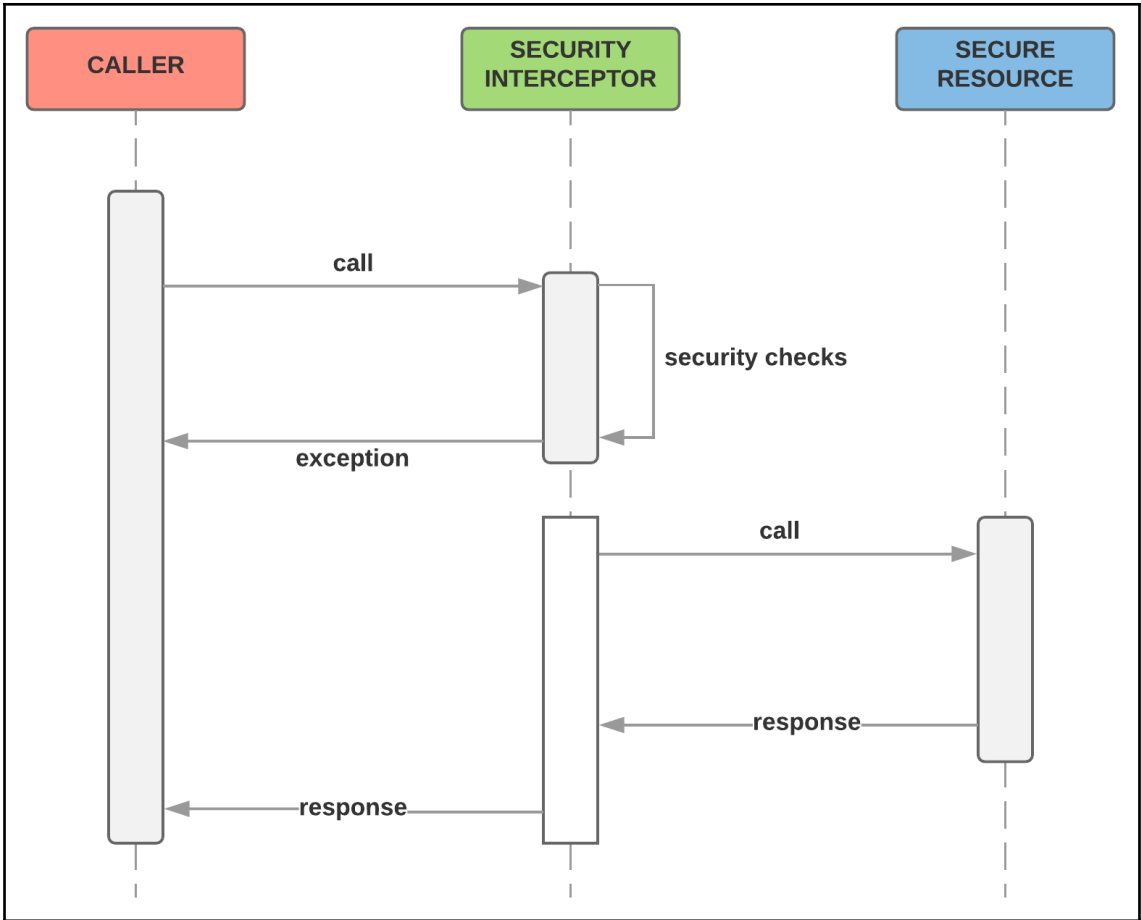 CALLER
SECURITY
INTERCEPTOR
SECURE
RESOURCE
call
security checks
exception
call
response
response